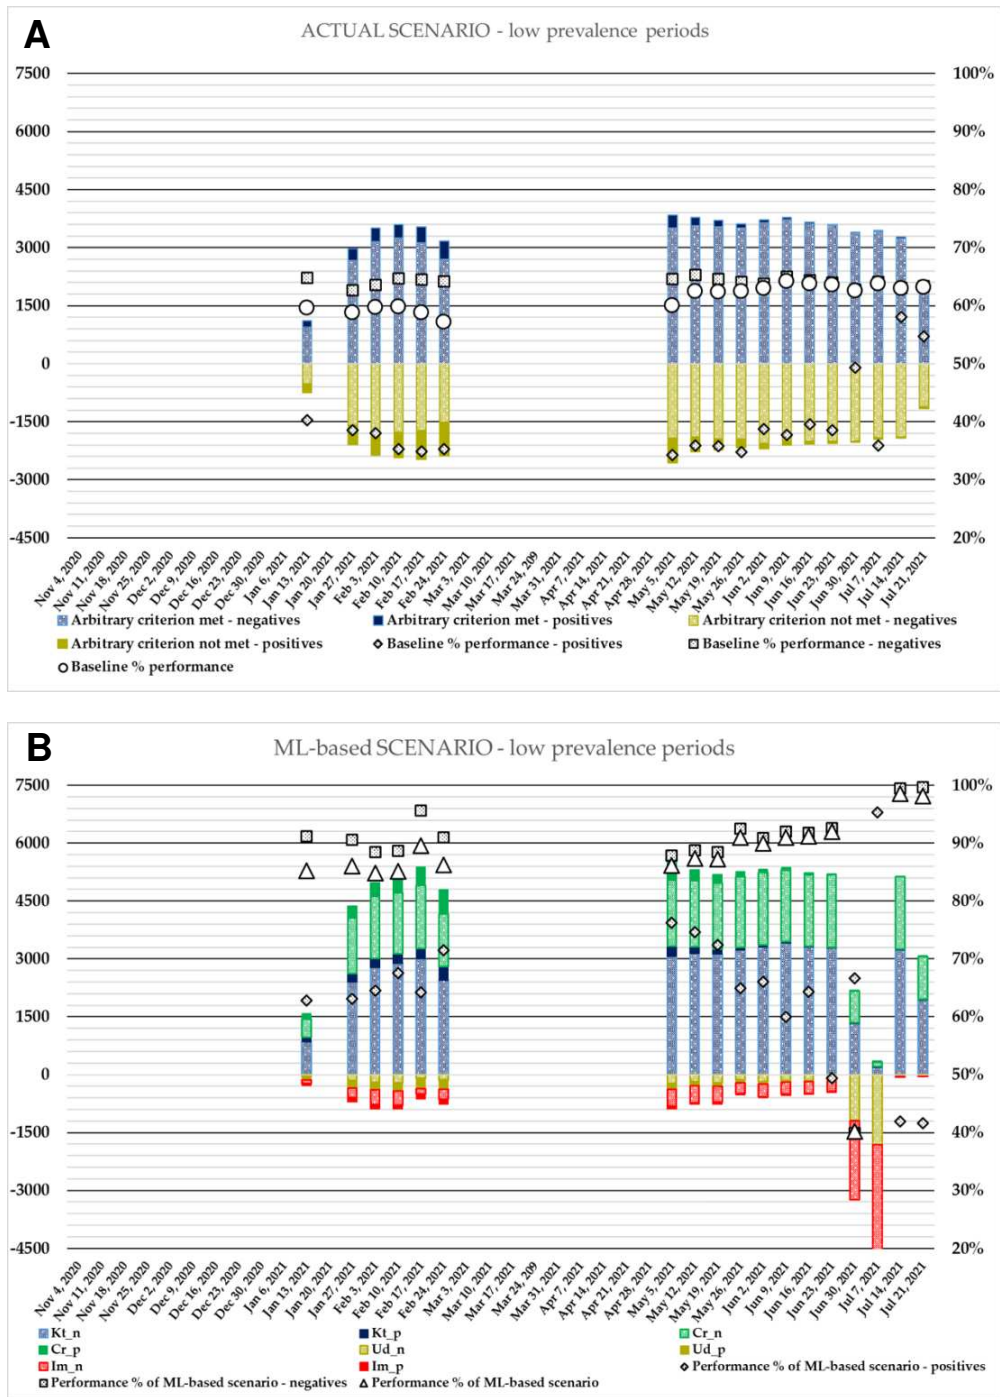 A
ACTUAL SCENARIO - low prevalence periods
7500 100%
6000 90%
4500 80%
3000 70%
1500 60%
0 50%
-1500 40%
-3000 30%
-4500 20%
Nov 4, 2020 Nov 11, 2020 Nov 18, 2020 Nov 25, 2020 Dec 2, 2020 Dec 9, 2020 Dec 16, 2020 Dec 23, 2020 Dec 30, 2020 Jan 6, 2021 Jan 13, 2021 Jan 20, 2021 Jan 27, 2021 Feb 3, 2021 Feb 10, 2021 Feb 17, 2021 Feb 24, 2021 Mar 3, 2021 Mar 10, 2021 Mar 17, 2021 Mar 24, 209 Mar 31, 2021 Apr 7, 2021 Apr 14, 2021 Apr 21, 2021 Apr 28, 2021 May 5, 2021 May 12, 2021 May 19, 2021 May 26, 2021 Jun 2, 2021 Jun 9, 2021 Jun 16, 2021 Jun 23, 2021 Jun 30, 2021 Jul 7, 2021 Jul 14, 2021 Jul 21, 2021
Arbitrary criterion met - negatives Arbitrary criterion met - positives Arbitrary criterion not met - negatives
Arbitrary criterion not met - positives Baseline % performance - positives Baseline % performance - negatives
Baseline % performance
B
ML-based SCENARIO - low prevalence periods
7500 100%
6000 90%
4500 80%
3000 70%
1500 60%
0 50%
-1500 40%
-3000 30%
-4500 20%
Nov 4, 2020 Nov 11, 2020 Nov 18, 2020 Nov 25, 2020 Dec 2, 2020 Dec 9, 2020 Dec 16, 2020 Dec 23, 2020 Dec 30, 2020 Jan 6, 2021 Jan 13, 2021 Jan 20, 2021 Jan 27, 2021 Feb 3, 2021 Feb 10, 2021 Feb 17, 2021 Feb 24, 2021 Mar 3, 2021 Mar 10, 2021 Mar 17, 2021 Mar 24, 209 Mar 31, 2021 Apr 7, 2021 Apr 14, 2021 Apr 21, 2021 Apr 28, 2021 May 5, 2021 May 12, 2021 May 19, 2021 May 26, 2021 Jun 2, 2021 Jun 9, 2021 Jun 16, 2021 Jun 23, 2021 Jun 30, 2021 Jul 7, 2021 Jul 14, 2021 Jul 21, 2021
Kt_n Kt_p Cr_n
Cr_p Ud_n Ud_p
Im_n Im_p Performance % of ML-based scenario - positives
Performance % of ML-based scenario - negatives Performance % of ML-based scenario